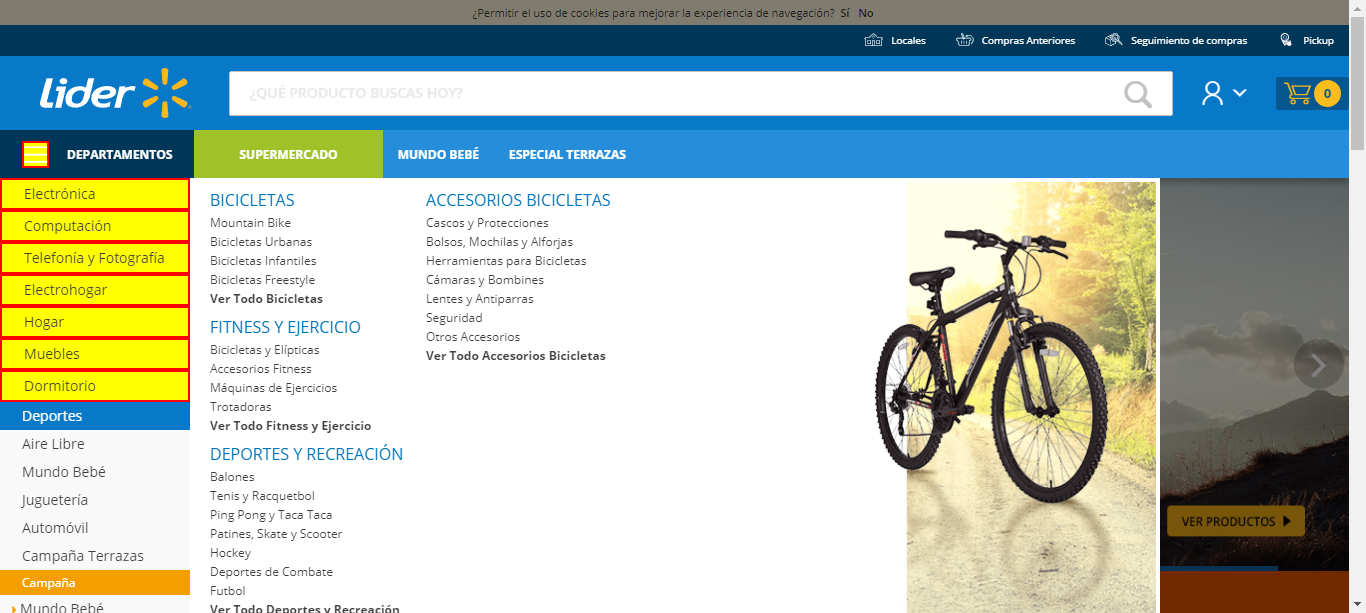 ¿Permitir el uso de cookies para mejorar la experiencia de navegación? Sí No
Locales Compras Anteriores Seguimiento de compras Pickup
Lider
¿QUÉ PRODUCTO BUSCAS HOY?
0
DEPARTAMENTOS SUPERMERCADO MUNDO BEBÉ ESPECIAL TERRAZAS
Electrónica
Computación
Telefonía y Fotografía
Electrohogar
Hogar
Muebles
Dormitorio
Deportes
Aire Libre
Mundo Bebé
Juguetería
Automóvil
Campaña Terrazas
Campaña
Mundo Bebé
BICICLETAS
Mountain Bike
Bicicletas Urbanas
Bicicletas Infantiles
Bicicletas Freestyle
Ver Todo Bicicletas
FITNESS Y EJERCICIO
Bicicletas y Elípticas
Accesorios Fitness
Máquinas de Ejercicios
Trotadoras
Ver Todo Fitness y Ejercicio
DEPORTES Y RECREACIÓN
Balones
Tenis y Racquetbol
Ping Pong y Taca Taca
Patines, Skate y Scooter
Hockey
Deportes de Combate
Futbol
Ver Todo Deportes y Recreación
ACCESORIOS BICICLETAS
Cascos y Protecciones
Bolsos, Mochilas y Alforjas
Herramientas para Bicicletas
Cámaras y Bombines
Lentes y Antiparras
Seguridad
Otros Accesorios
Ver Todo Accesorios Bicicletas
VER PRODUCTOS